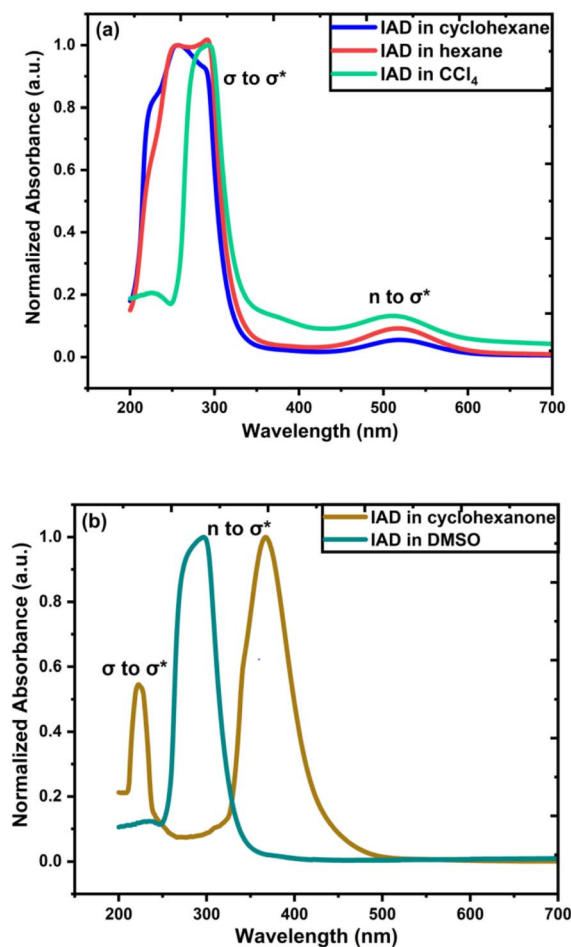 (a)
IAD in cyclohexane
IAD in hexane
IAD in CCl₄
σ to σ*
n to σ*
Normalized Absorbance (a.u.)
1.0
0.8
0.6
0.4
0.2
0.0
200 300 400 500 600 700
Wavelength (nm)
(b)
IAD in cyclohexanone
IAD in DMSO
n to σ*
σ to σ*
Normalized Absorbance (a.u.)
1.0
0.8
0.6
0.4
0.2
0.0
200 300 400 500 600 700
Wavelength (nm)